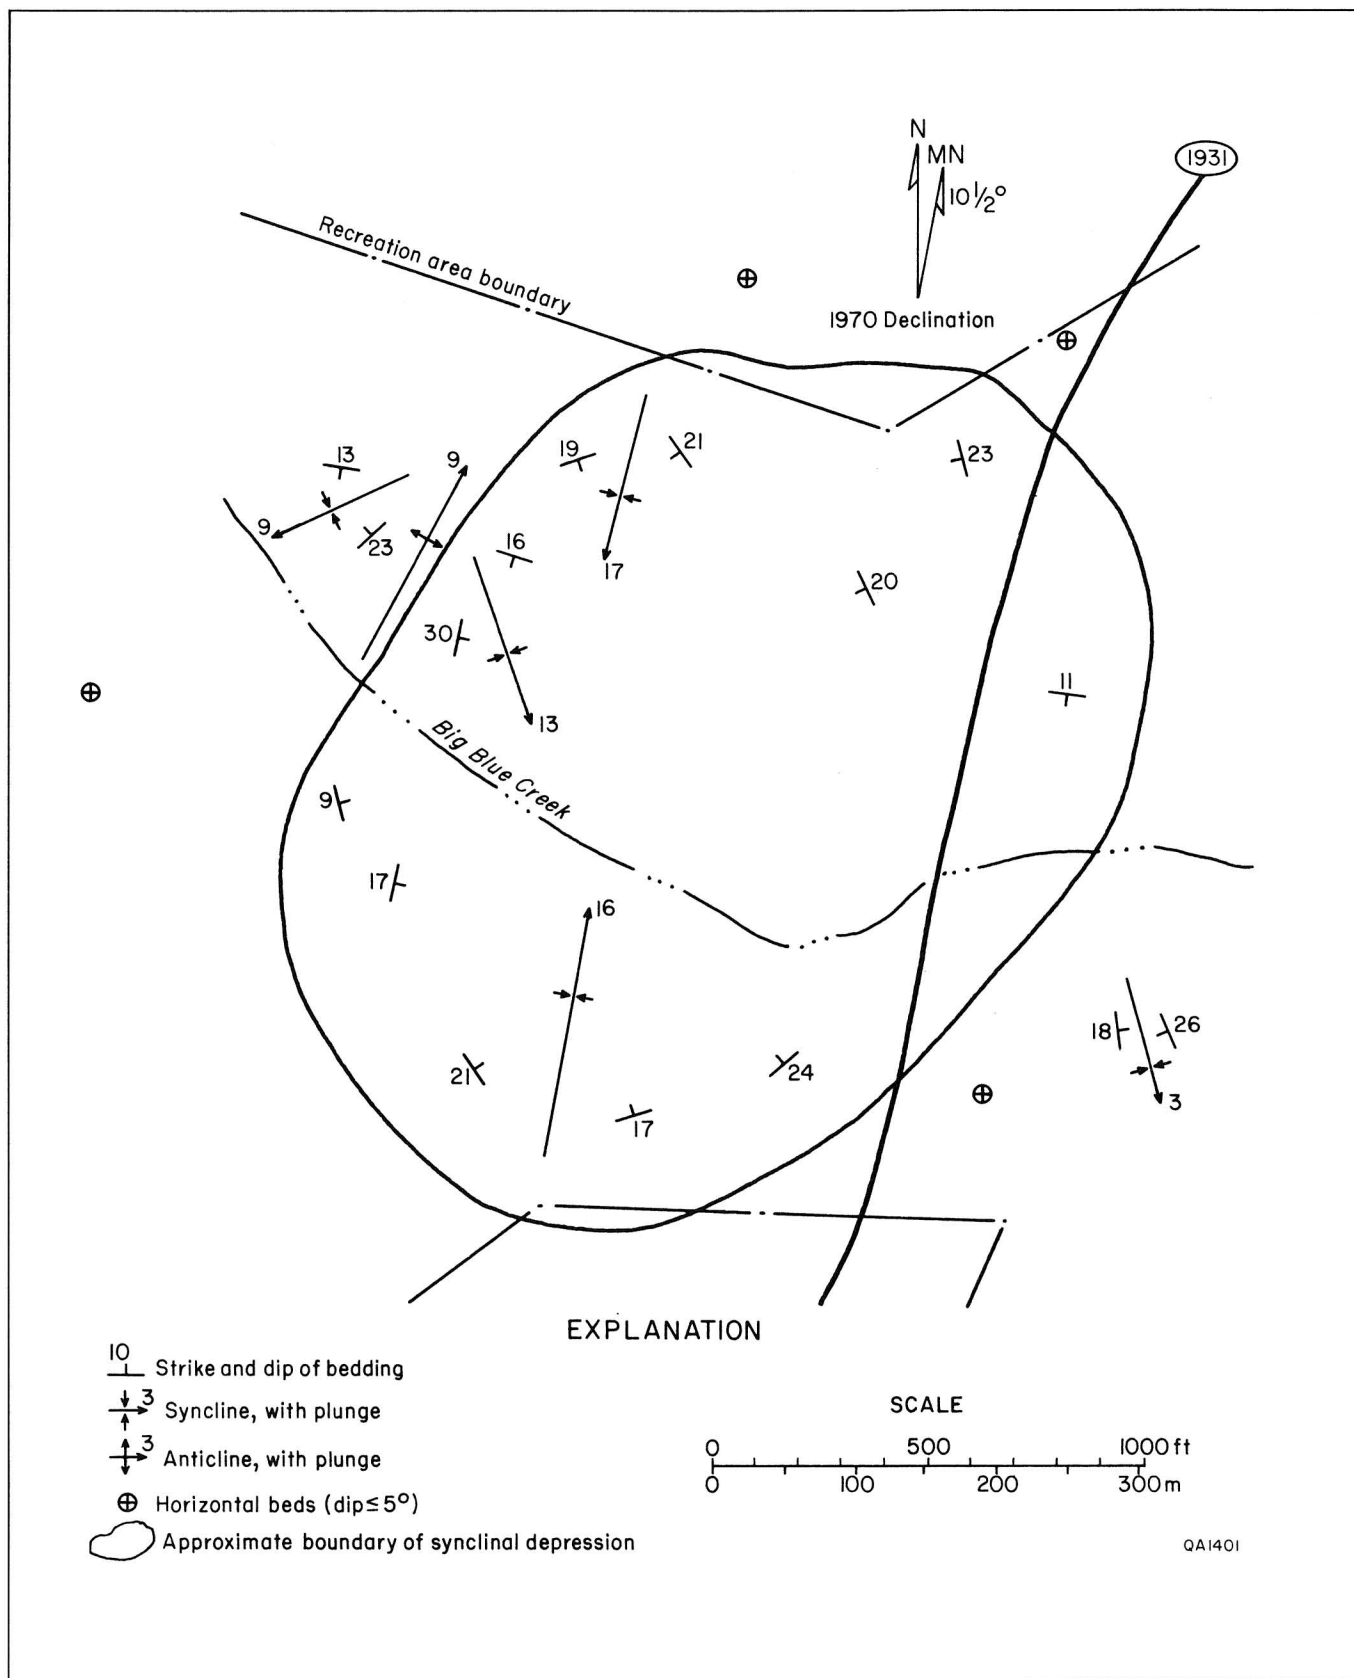 N
MN
1931
10½°
Recreation area boundary
1970 Declination
13
9
19
21
23
9
23
16
17
20
30
11
13
Big Blue Creek
9
17
16
18
26
21
24
3
17
EXPLANATION
10
Strike and dip of bedding
3
Syncline, with plunge
3
Anticline, with plunge
Horizontal beds (dip≤5°)
Approximate boundary of synclinal depression
SCALE
0 500 1000 ft
0 100 200 300 m
QA1401